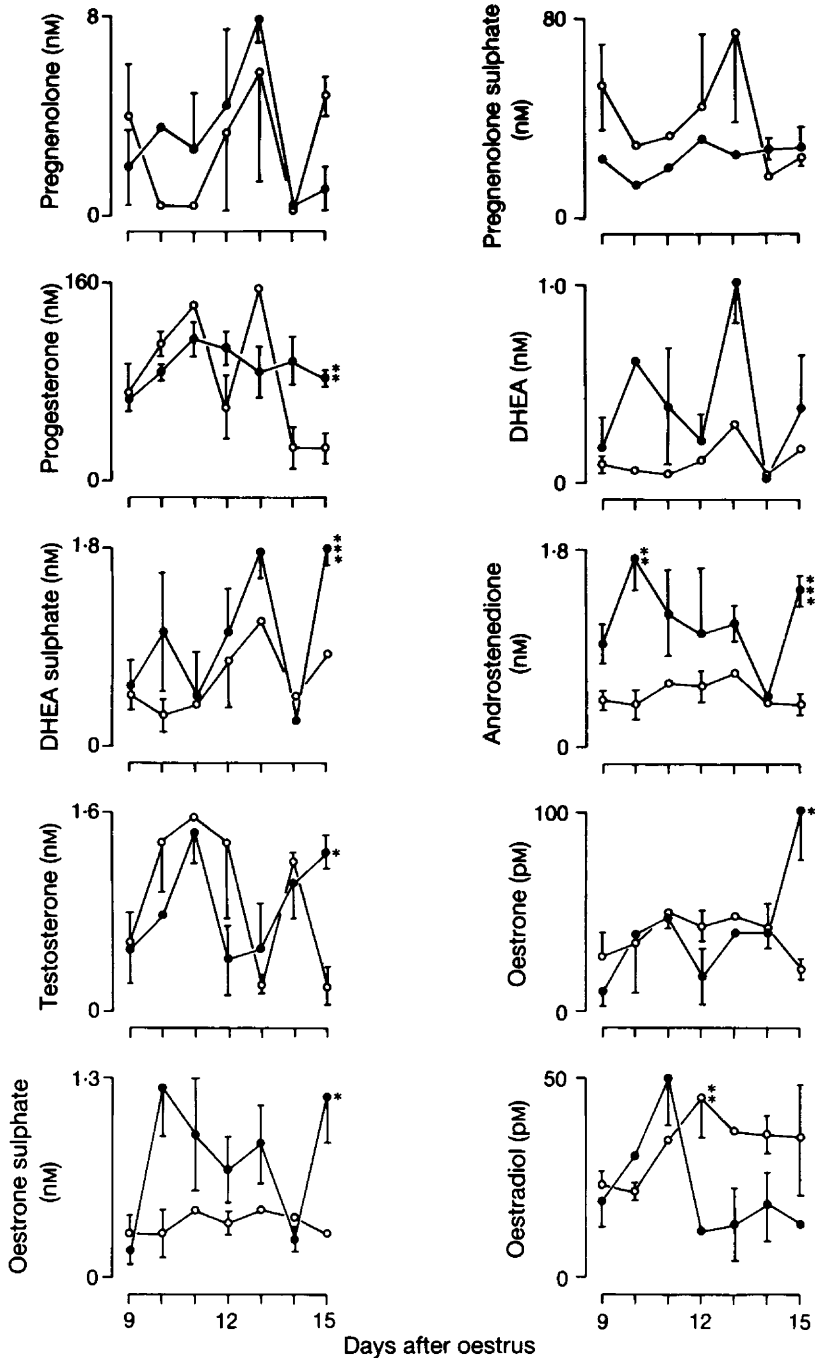 Pregnenolone (nM)
8
0
Pregnenolone sulphate
(nM)
80
0
Progesterone (nM)
160
0
**
DHEA (nM)
1·0
0
DHEA sulphate (nM)
1·8
0
***
Androstenedione
(nM)
1·8
0
**
***
Testosterone (nM)
1·6
0
*
Oestrone (pM)
100
0
*
Oestrone sulphate
(nM)
1·3
0
*
9 12 15
Oestradiol (pM)
50
0
**
9 12 15
Days after oestrus